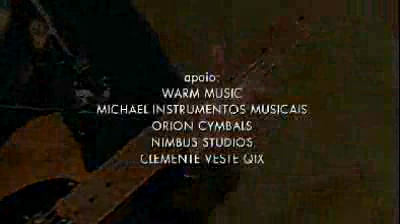 apoio:
WARM MUSIC
MICHAEL INSTRUMENTOS MUSICAIS
ORION CYMBALS
NIMBUS STUDIOS
CLEMENTE VESTE QIX